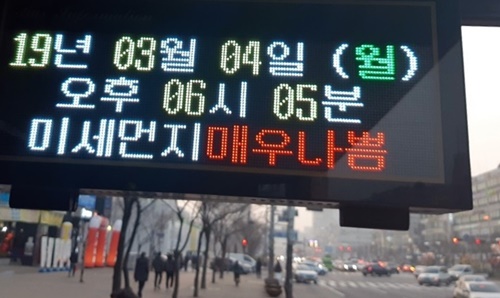 19년 03월 04일 (월)
오후 06시 05분
미세먼지매우나쁨